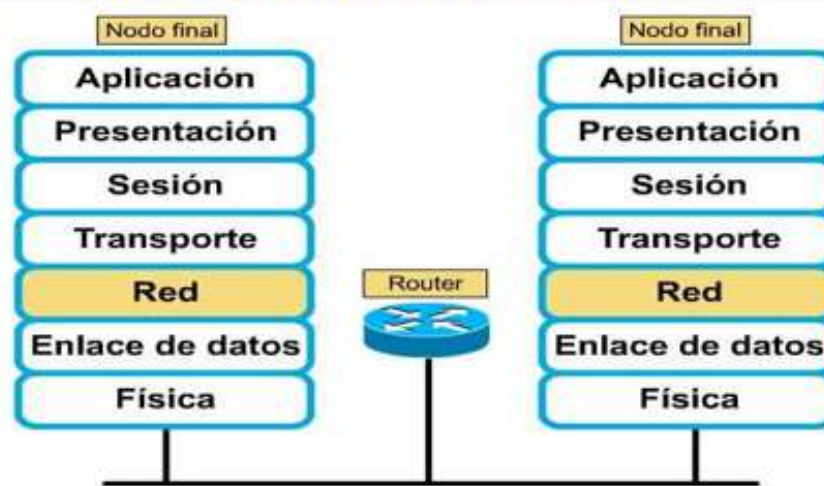 Nodo final
Aplicación
Presentación
Sesión
Transporte
Red
Enlace de datos
Física
Router
Nodo final
Aplicación
Presentación
Sesión
Transporte
Red
Enlace de datos
Física